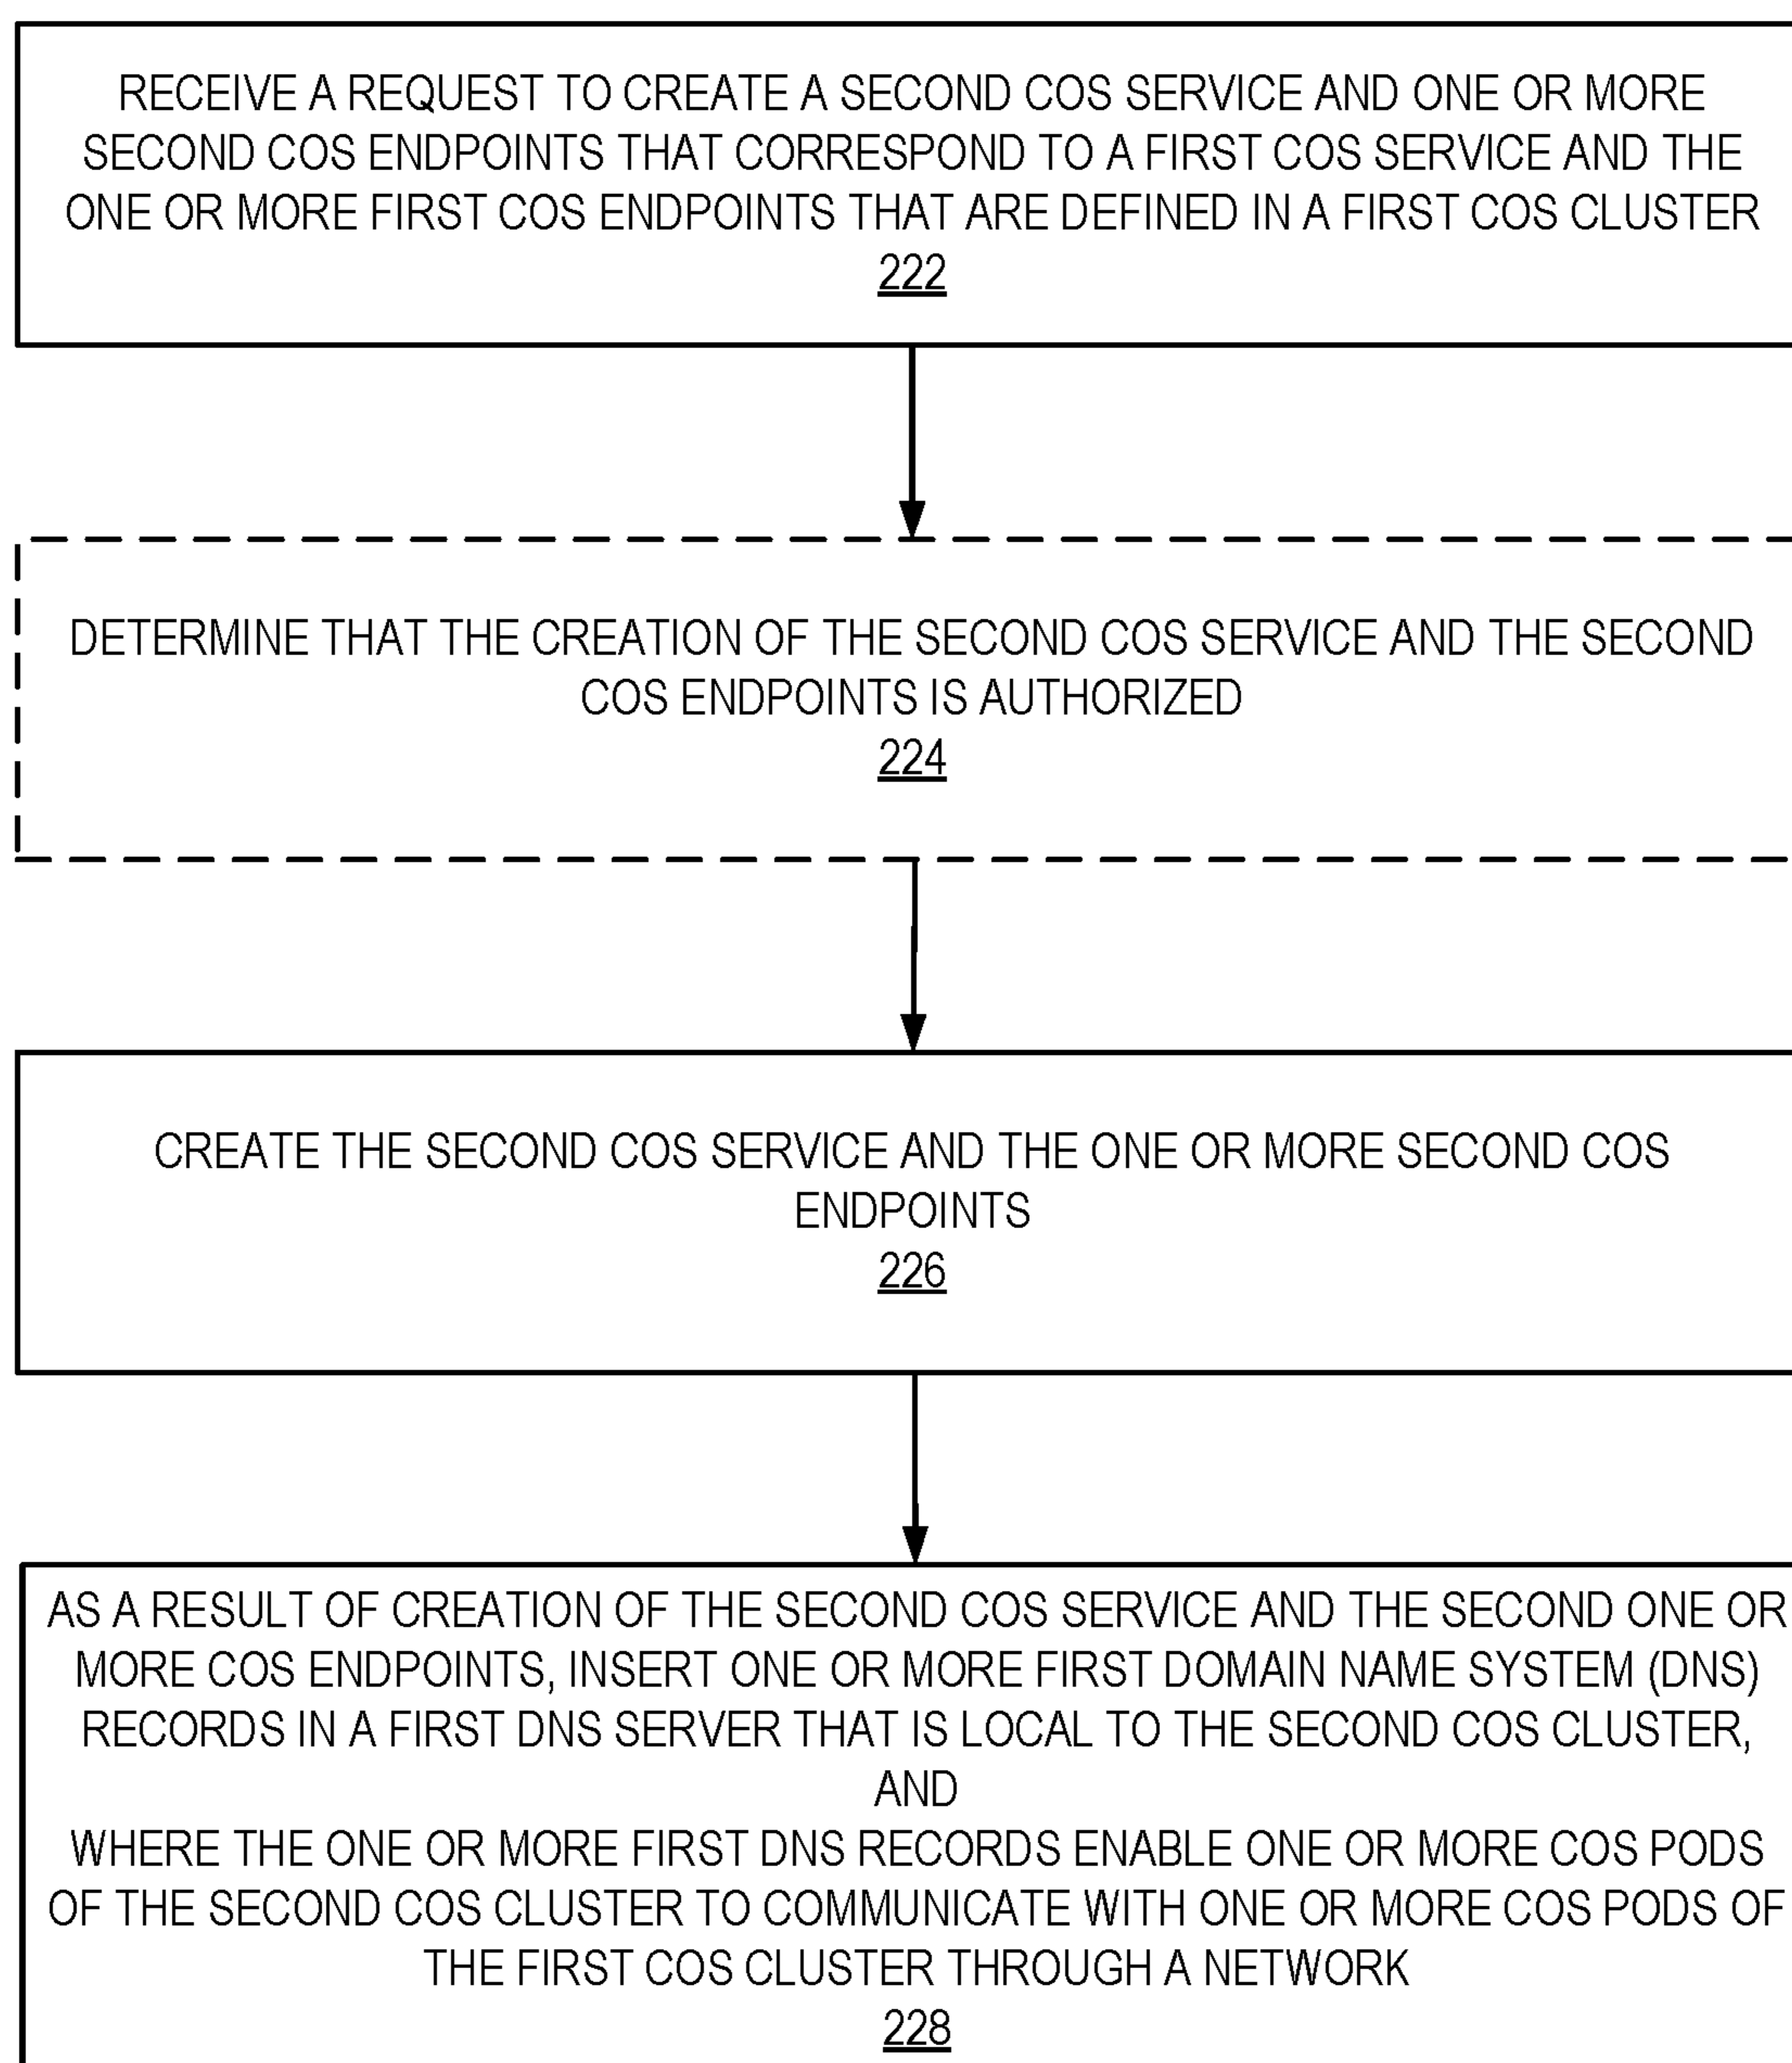 RECEIVE A REQUEST TO CREATE A SECOND COS SERVICE AND ONE OR MORE
SECOND COS ENDPOINTS THAT CORRESPOND TO A FIRST COS SERVICE AND THE
ONE OR MORE FIRST COS ENDPOINTS THAT ARE DEFINED IN A FIRST COS CLUSTER
222
DETERMINE THAT THE CREATION OF THE SECOND COS SERVICE AND THE SECOND
COS ENDPOINTS IS AUTHORIZED
224
CREATE THE SECOND COS SERVICE AND THE ONE OR MORE SECOND COS
ENDPOINTS
226
AS A RESULT OF CREATION OF THE SECOND COS SERVICE AND THE SECOND ONE OR
MORE COS ENDPOINTS, INSERT ONE OR MORE FIRST DOMAIN NAME SYSTEM (DNS)
RECORDS IN A FIRST DNS SERVER THAT IS LOCAL TO THE SECOND COS CLUSTER,
AND
WHERE THE ONE OR MORE FIRST DNS RECORDS ENABLE ONE OR MORE COS PODS
OF THE SECOND COS CLUSTER TO COMMUNICATE WITH ONE OR MORE COS PODS OF
THE FIRST COS CLUSTER THROUGH A NETWORK
228